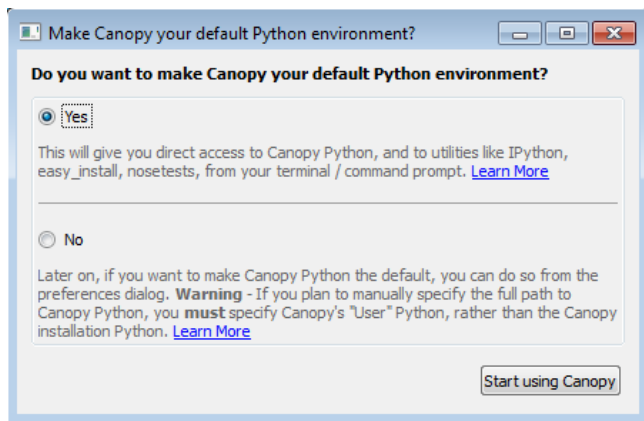 Make Canopy your default Python environment?
Do you want to make Canopy your default Python environment?
Yes
This will give you direct access to Canopy Python, and to utilities like IPython,
easy_install, nosetests, from your terminal / command prompt. Learn More
No
Later on, if you want to make Canopy Python the default, you can do so from the
preferences dialog. Warning - If you plan to manually specify the full path to
Canopy Python, you must specify Canopy's "User" Python, rather than the Canopy
installation Python. Learn More
Start using Canopy